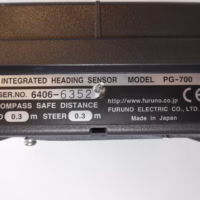 INTEGRATED HEADING SENSOR MODEL PG-700
SER.NO. 6406-6352
http://www.furuno.co.jp
COMPASS SAFE DISTANCE
FURUNO ELECTRIC CO., LTD.
0.3 m STEER 0.3 m
Made in Japan